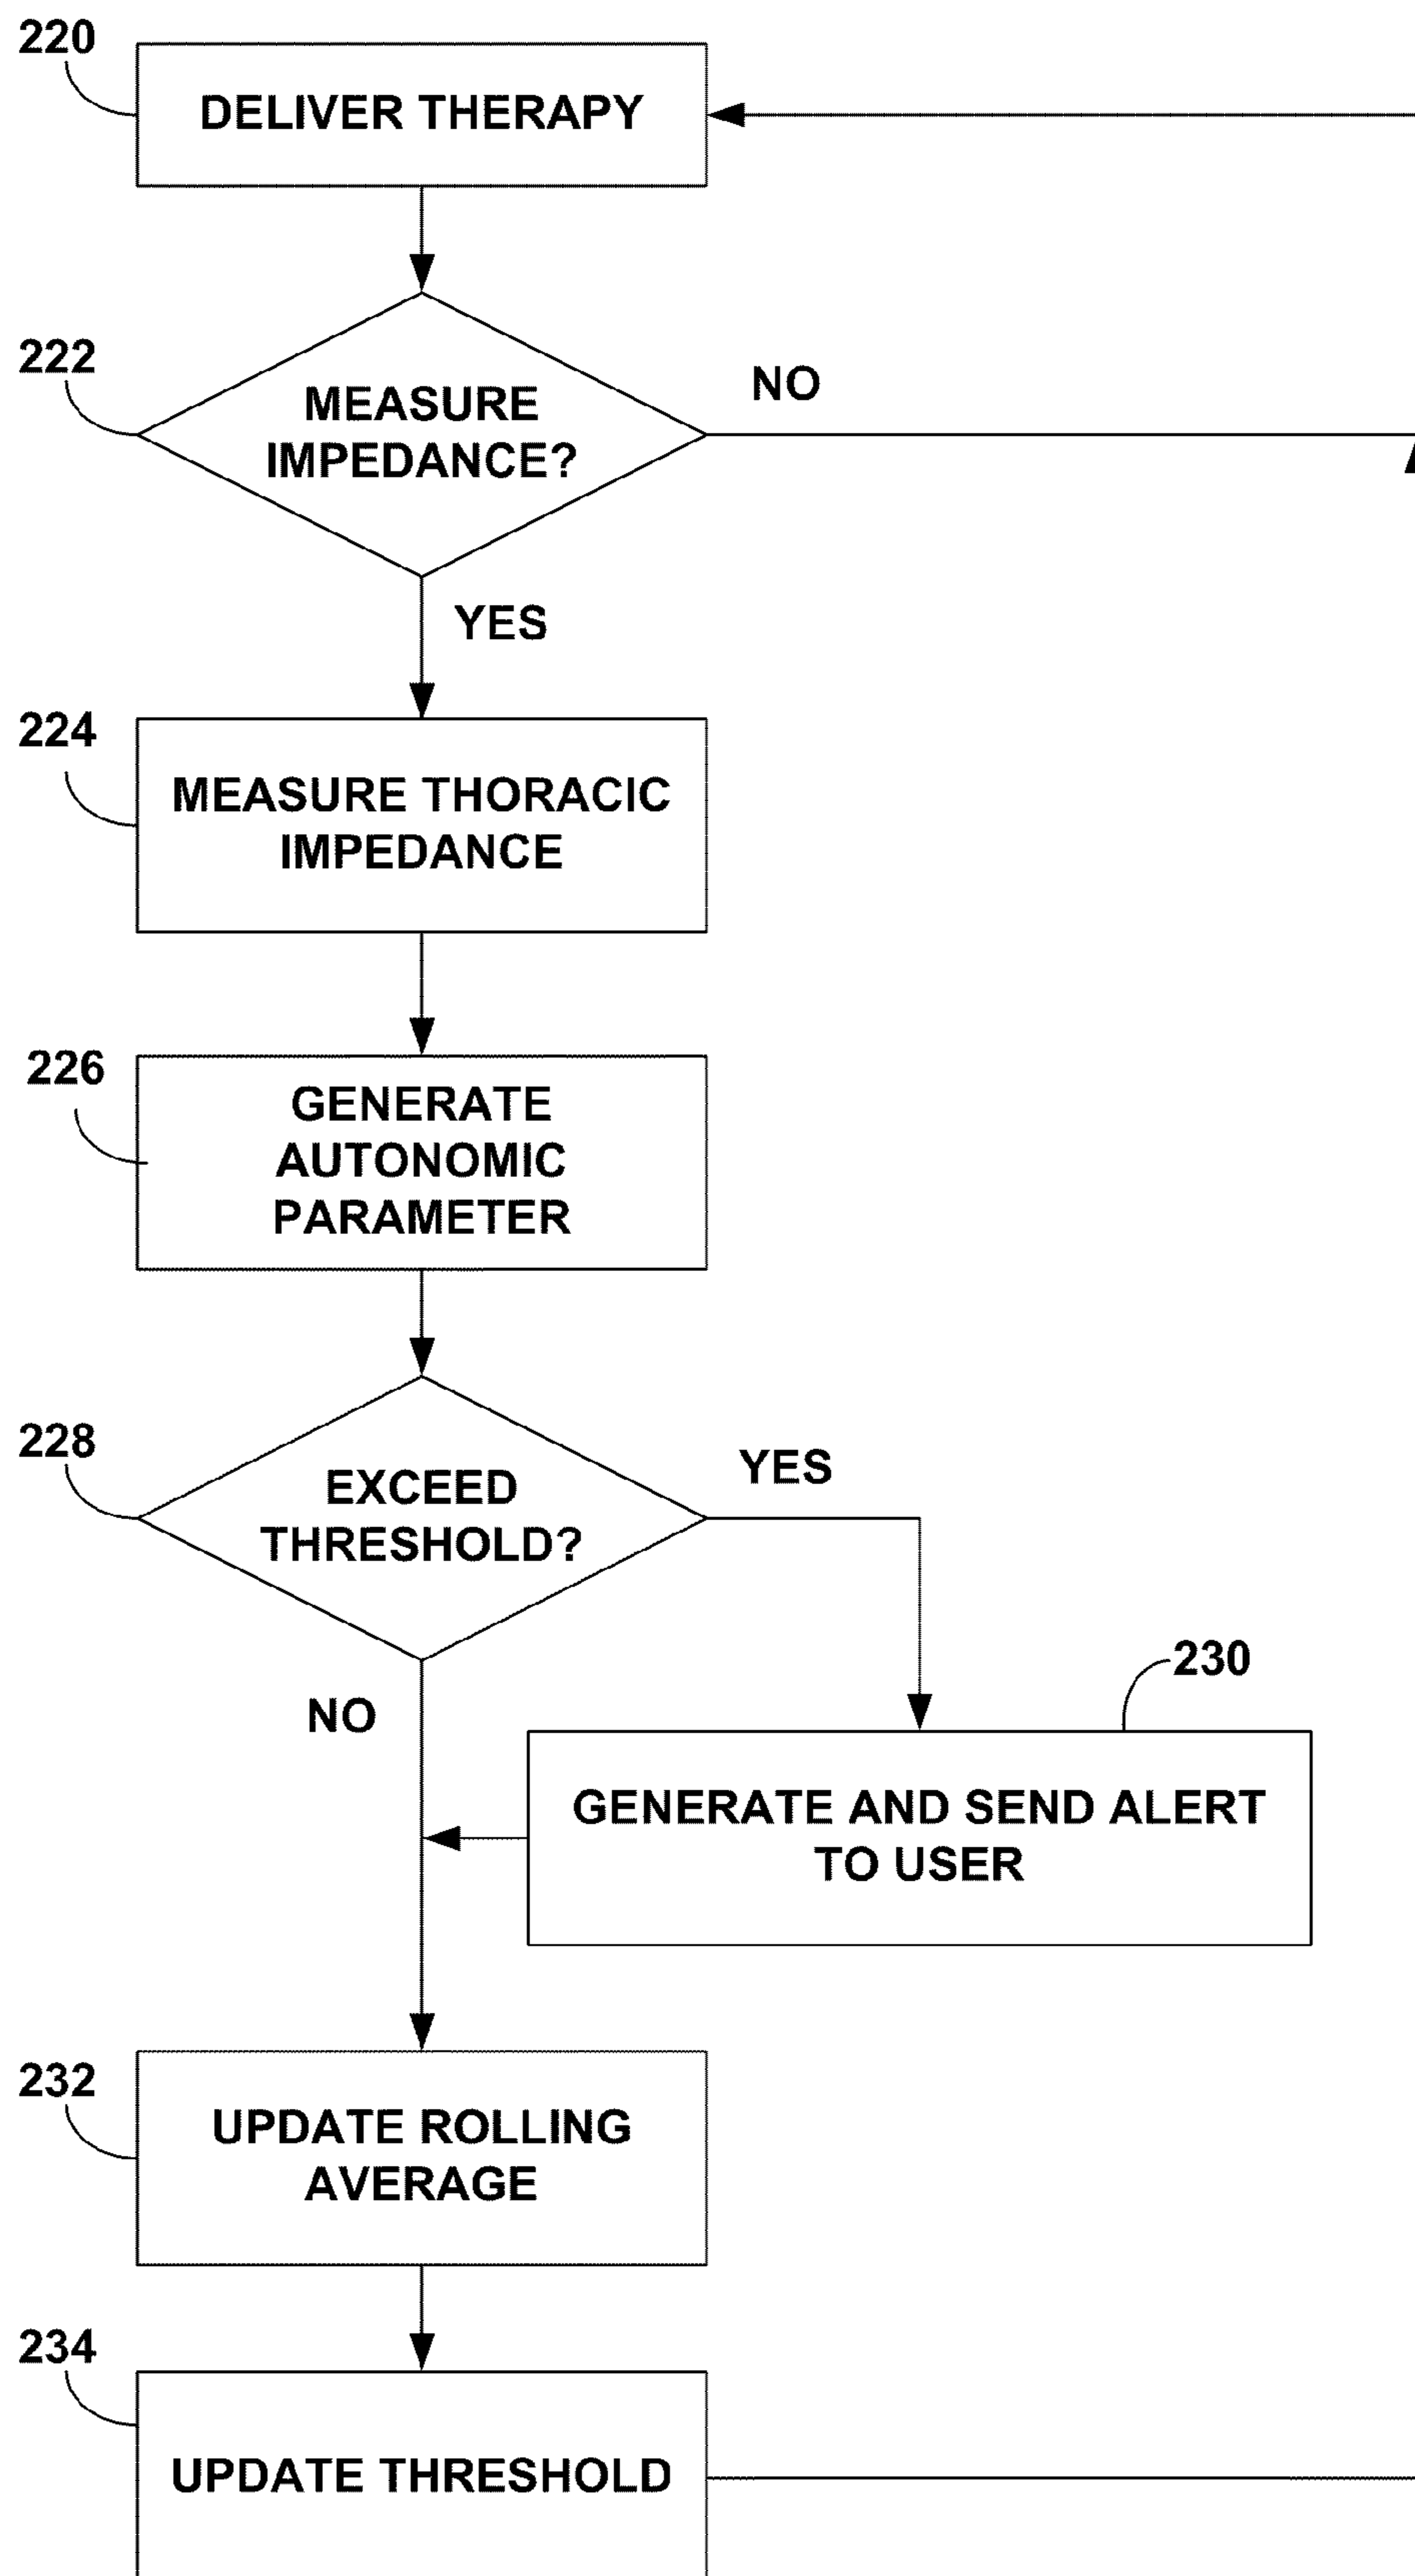 220
DELIVER THERAPY
222
MEASURE
IMPEDANCE?
NO
YES
224
MEASURE THORACIC
IMPEDANCE
226
GENERATE
AUTONOMIC
PARAMETER
228
EXCEED
THRESHOLD?
YES
NO
230
GENERATE AND SEND ALERT
TO USER
232
UPDATE ROLLING
AVERAGE
234
UPDATE THRESHOLD